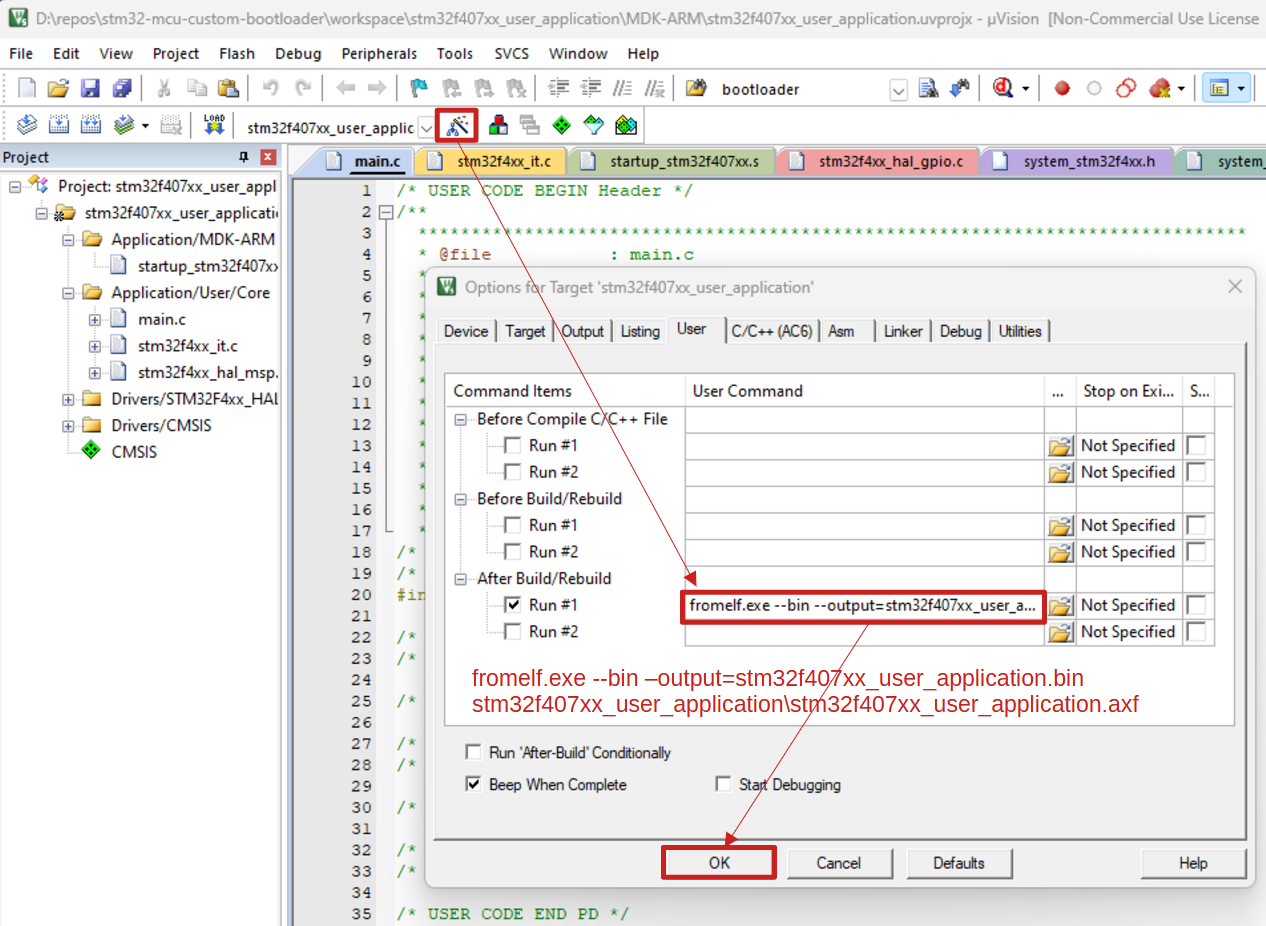 D:\repos\stm32-mcu-custom-bootloader\workspace\stm32f407xx_user_application\MDK-ARM\stm32f407xx_user_application.uvprojx - µVision [Non-Commercial Use License
File Edit View Project Flash Debug Peripherals Tools SVCS Window Help
bootloader
LOAD stm32f407xx_user_applic
Project
main.c stm32f4xx_it.c startup_stm32f407xx.s stm32f4xx_hal_gpio.c system_stm32f4xx.h system_
Project: stm32f407xx_user_appl
stm32f407xx_user_applicati
Application/MDK-ARM
startup_stm32f407xx
Application/User/Core
main.c
stm32f4xx_it.c
stm32f4xx_hal_msp.
Drivers/STM32F4xx_HAL
Drivers/CMSIS
CMSIS
1 /* USER CODE BEGIN Header */
2 /**
3 ******************************************************************************
4 * @file : main.c
5 *
6 *
7 *
8 *
9 *
10 *
11 *
12 *
13 *
14 *
15 *
16 *
17 *
18 /*
19 /*
20 #in
21
22 /*
23 /*
24
25 /*
26
27 /*
28 /*
29
30 /*
31
32 /*
33 /*
34
35 /* USER CODE END PD */
Options for Target 'stm32f407xx_user_application'
Device Target Output Listing User C/C++ (AC6) Asm Linker Debug Utilities
Command Items User Command ... Stop on Exi... S...
Before Compile C/C++ File
Run #1 Not Specified
Run #2 Not Specified
Before Build/Rebuild
Run #1 Not Specified
Run #2 Not Specified
After Build/Rebuild
Run #1 fromelf.exe --bin --output=stm32f407xx_user_a... Not Specified
Run #2 Not Specified
fromelf.exe --bin –output=stm32f407xx_user_application.bin
stm32f407xx_user_application\stm32f407xx_user_application.axf
Run 'After-Build' Conditionally
Beep When Complete Start Debugging
OK Cancel Defaults Help